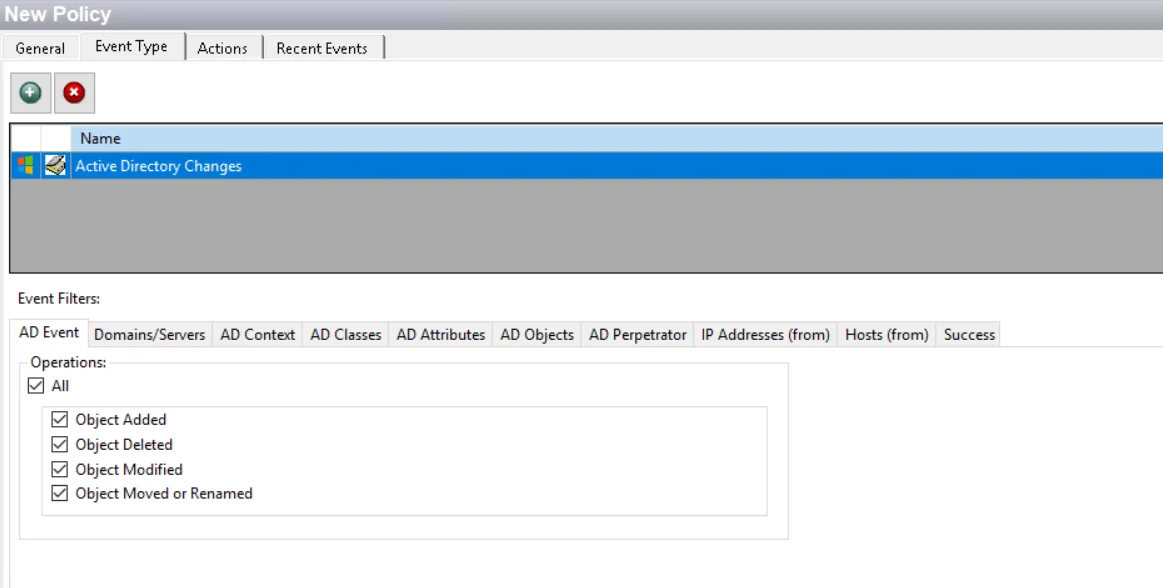 New Policy
General Event Type Actions Recent Events
Name
Active Directory Changes
Event Filters:
AD Event Domains/Servers AD Context AD Classes AD Attributes AD Objects AD Perpetrator IP Addresses (from) Hosts (from) Success
Operations:
All
Object Added
Object Deleted
Object Modified
Object Moved or Renamed